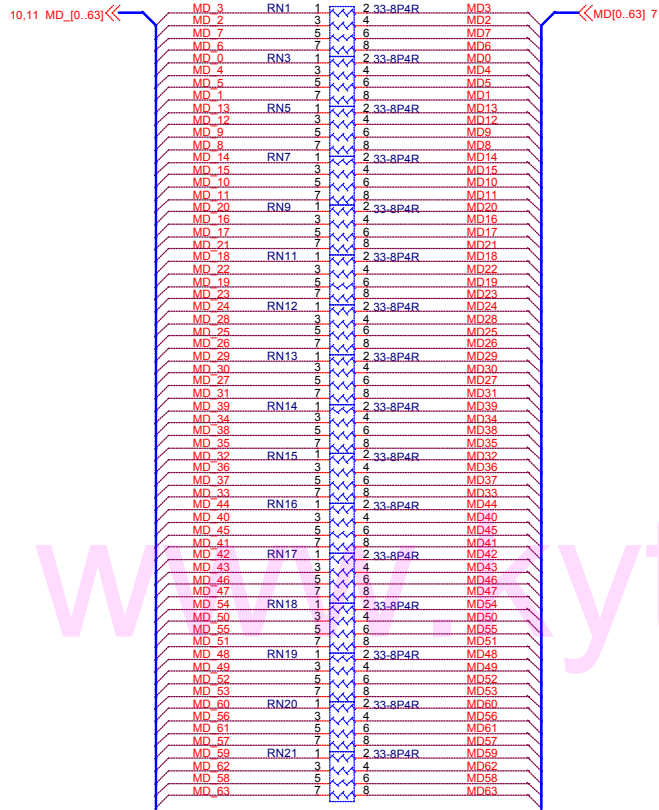 10,11 MD_[0..63] MD[0..63] 7
MD_3 RN1 1 2 33-8P4R MD3
MD_2 3 4 MD2
MD_7 5 6 MD7
MD_6 7 8 MD6
MD_0 RN3 1 2 33-8P4R MD0
MD_4 3 4 MD4
MD_5 5 6 MD5
MD_1 7 8 MD1
MD_13 RN5 1 2 33-8P4R MD13
MD_12 3 4 MD12
MD_9 5 6 MD9
MD_8 7 8 MD8
MD_14 RN7 1 2 33-8P4R MD14
MD_15 3 4 MD15
MD_10 5 6 MD10
MD_11 7 8 MD11
MD_20 RN9 1 2 33-8P4R MD20
MD_16 3 4 MD16
MD_17 5 6 MD17
MD_21 7 8 MD21
MD_18 RN11 1 2 33-8P4R MD18
MD_22 3 4 MD22
MD_19 5 6 MD19
MD_23 7 8 MD23
MD_24 RN12 1 2 33-8P4R MD24
MD_28 3 4 MD28
MD_25 5 6 MD25
MD_26 7 8 MD26
MD_29 RN13 1 2 33-8P4R MD29
MD_30 3 4 MD30
MD_27 5 6 MD27
MD_31 7 8 MD31
MD_39 RN14 1 2 33-8P4R MD39
MD_34 3 4 MD34
MD_38 5 6 MD38
MD_35 7 8 MD35
MD_32 RN15 1 2 33-8P4R MD32
MD_36 3 4 MD36
MD_37 5 6 MD37
MD_33 7 8 MD33
MD_44 RN16 1 2 33-8P4R MD44
MD_40 3 4 MD40
MD_45 5 6 MD45
MD_41 7 8 MD41
MD_42 RN17 1 2 33-8P4R MD42
MD_43 3 4 MD43
MD_46 5 6 MD46
MD_47 7 8 MD47
MD_54 RN18 1 2 33-8P4R MD54
MD_50 3 4 MD50
MD_55 5 6 MD55
MD_51 7 8 MD51
MD_48 RN19 1 2 33-8P4R MD48
MD_49 3 4 MD49
MD_52 5 6 MD52
MD_53 7 8 MD53
MD_60 RN20 1 2 33-8P4R MD60
MD_56 3 4 MD56
MD_61 5 6 MD61
MD_57 7 8 MD57
MD_59 RN21 1 2 33-8P4R MD59
MD_62 3 4 MD62
MD_58 5 6 MD58
MD_63 7 8 MD63